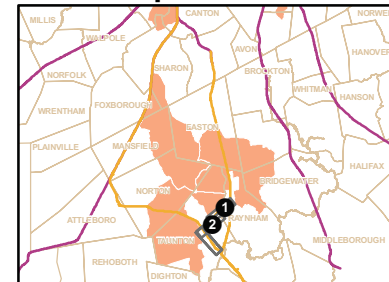 CANTON
NORWE
MILLIS
WALPOLE
AVON
HANOVER
SHARON
BROCKTON
NORFOLK
WHITMAN
HANSON
FOXBOROUGH
WRENTHAM
EASTON
PLAINVILLE
MANSFIELD
HALIFAX
BRIDGEWATER
NORTON
1
ATTLEBORO
RAYNHAM
2
TAUNTON
MIDDLEBOROUGH
REHOBOTH
DIGHTON